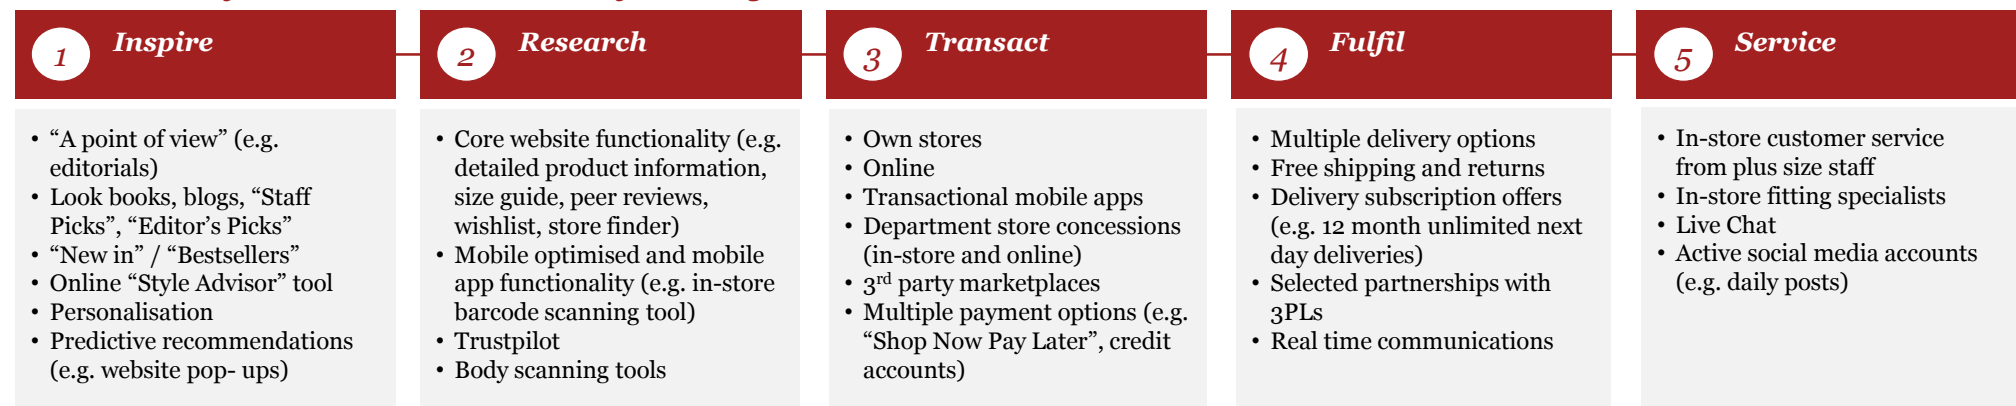 1
Inspire
“A point of view” (e.g.
editorials)
Look books, blogs, “Staff
Picks”, “Editor’s Picks”
“New in” / “Bestsellers”
Online “Style Advisor” tool
Personalisation
Predictive recommendations
(e.g. website pop- ups)
2
Research
Core website functionality (e.g.
detailed product information,
size guide, peer reviews,
wishlist, store finder)
Mobile optimised and mobile
app functionality (e.g. in-store
barcode scanning tool)
Trustpilot
Body scanning tools
3
Transact
Own stores
Online
Transactional mobile apps
Department store concessions
(in-store and online)
3rd party marketplaces
Multiple payment options (e.g.
“Shop Now Pay Later”, credit
accounts)
4
Fulfil
Multiple delivery options
Free shipping and returns
Delivery subscription offers
(e.g. 12 month unlimited next
day deliveries)
Selected partnerships with
3PLs
Real time communications
5
Service
In-store customer service
from plus size staff
In-store fitting specialists
Live Chat
Active social media accounts
(e.g. daily posts)